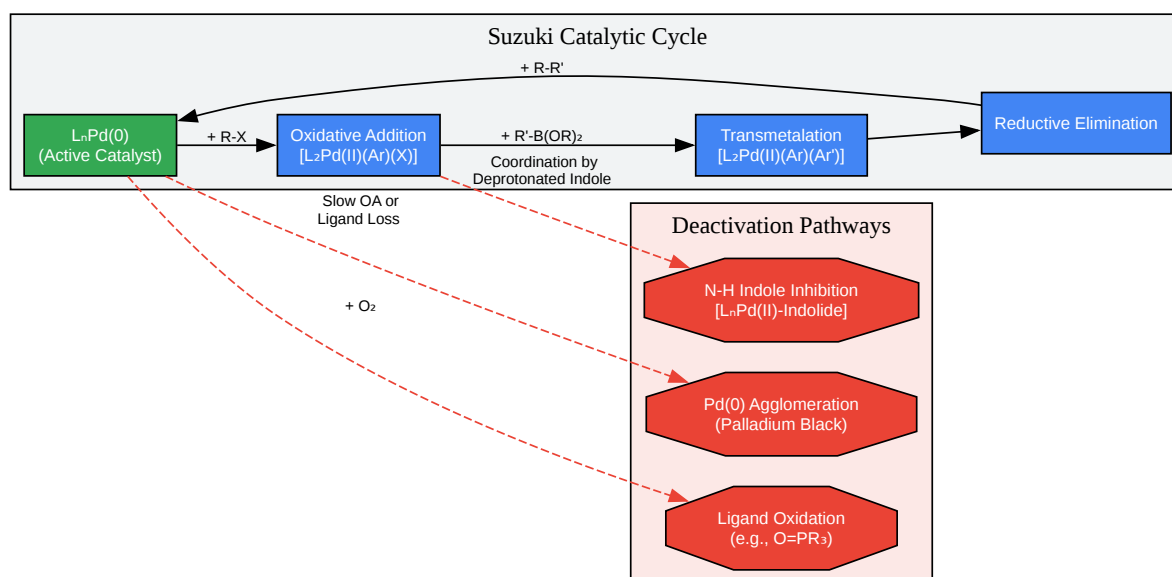 Suzuki Catalytic Cycle
+ R-R'
LₙPd(0)
(Active Catalyst)
+ R-X
Oxidative Addition
[L₂Pd(II)(Ar)(X)]
+ R'-B(OR)₂
Coordination by
Deprotonated Indole
Transmetalation
[L₂Pd(II)(Ar)(Ar')]
Reductive Elimination
Slow OA or
Ligand Loss
+ O₂
Deactivation Pathways
N-H Indole Inhibition
[LₙPd(II)-Indolide]
Pd(0) Agglomeration
(Palladium Black)
Ligand Oxidation
(e.g., O=PR₃)